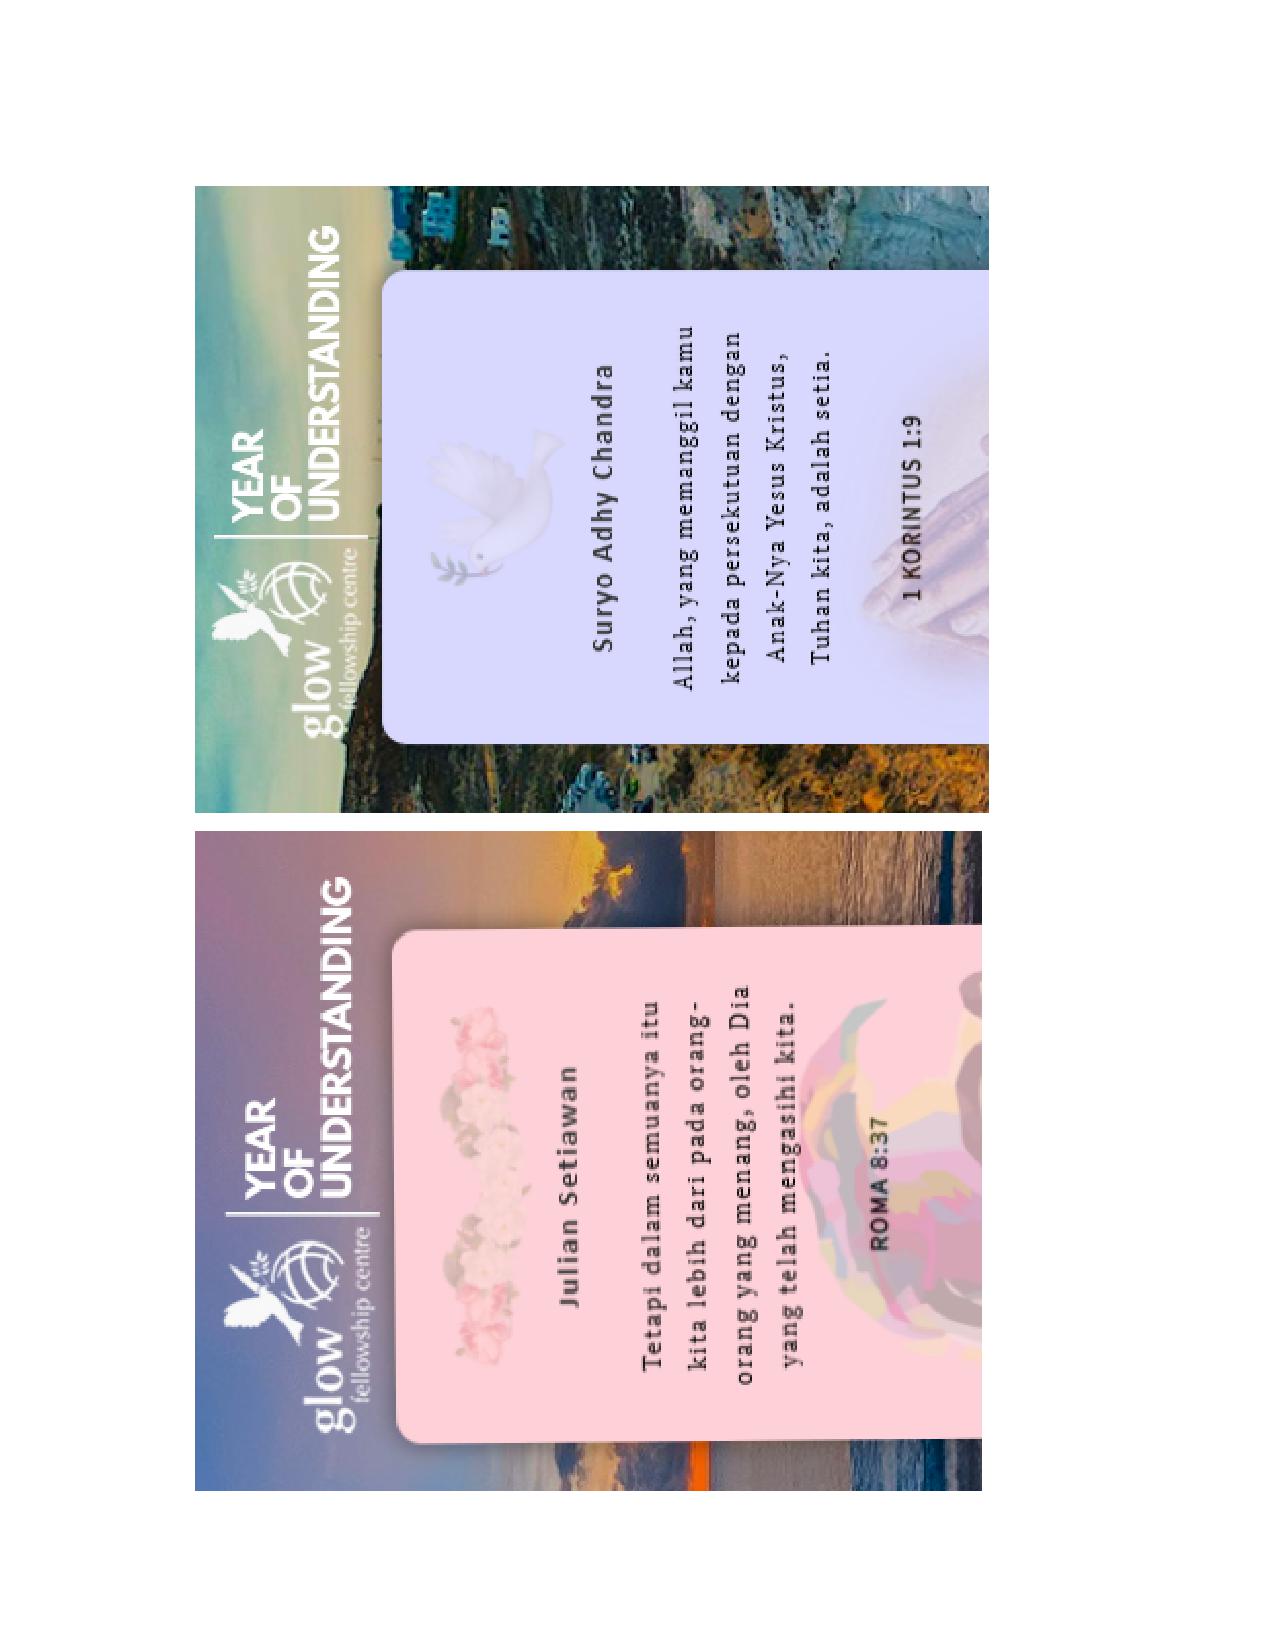 glow
fellowship centre
YEAR
OF
UNDERSTANDING
Julian Setiawan
Tetapi dalam semuanya itu
kita lebih dari pada orang-
orang yang menang, oleh Dia
yang telah mengasihi kita.
ROMA 8:37
glow
fellowship centre
YEAR
OF
UNDERSTANDING
Suryo Adhy Chandra
Allah, yang memanggil kamu
kepada persekutuan dengan
Anak-Nya Yesus Kristus,
Tuhan kita, adalah setia.
1 KORINTUS 1:9